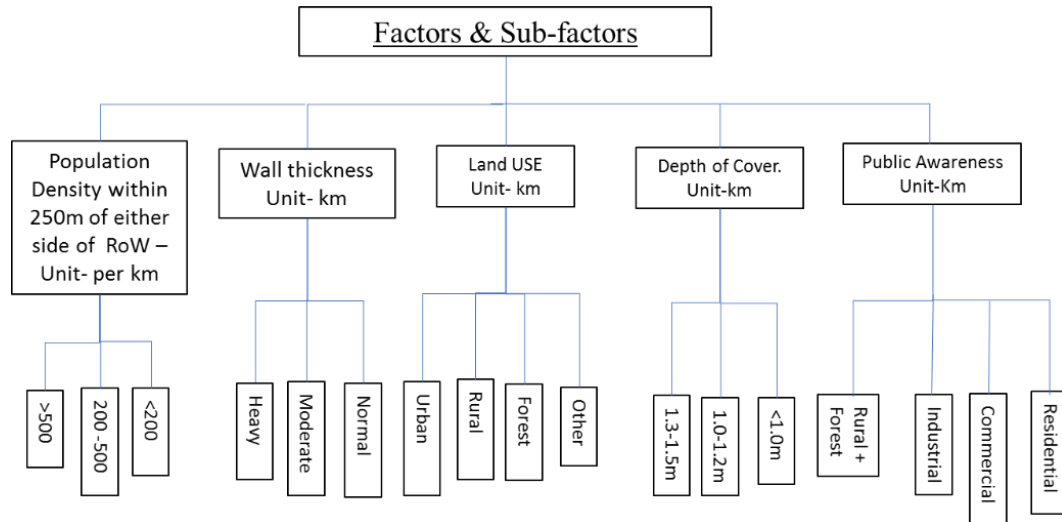 Factors & Sub-factors
Population
Density within
250m of either
side of RoW –
Unit- per km
Wall thickness
Unit- km
Land USE
Unit- km
Depth of Cover.
Unit-km
Public Awareness
Unit-Km
>500
200 -500
<200
Heavy
Moderate
Normal
Urban
Rural
Forest
Other
1.3-1.5m
1.0-1.2m
<1.0m
Rural +
Forest
Industrial
Commercial
Residential